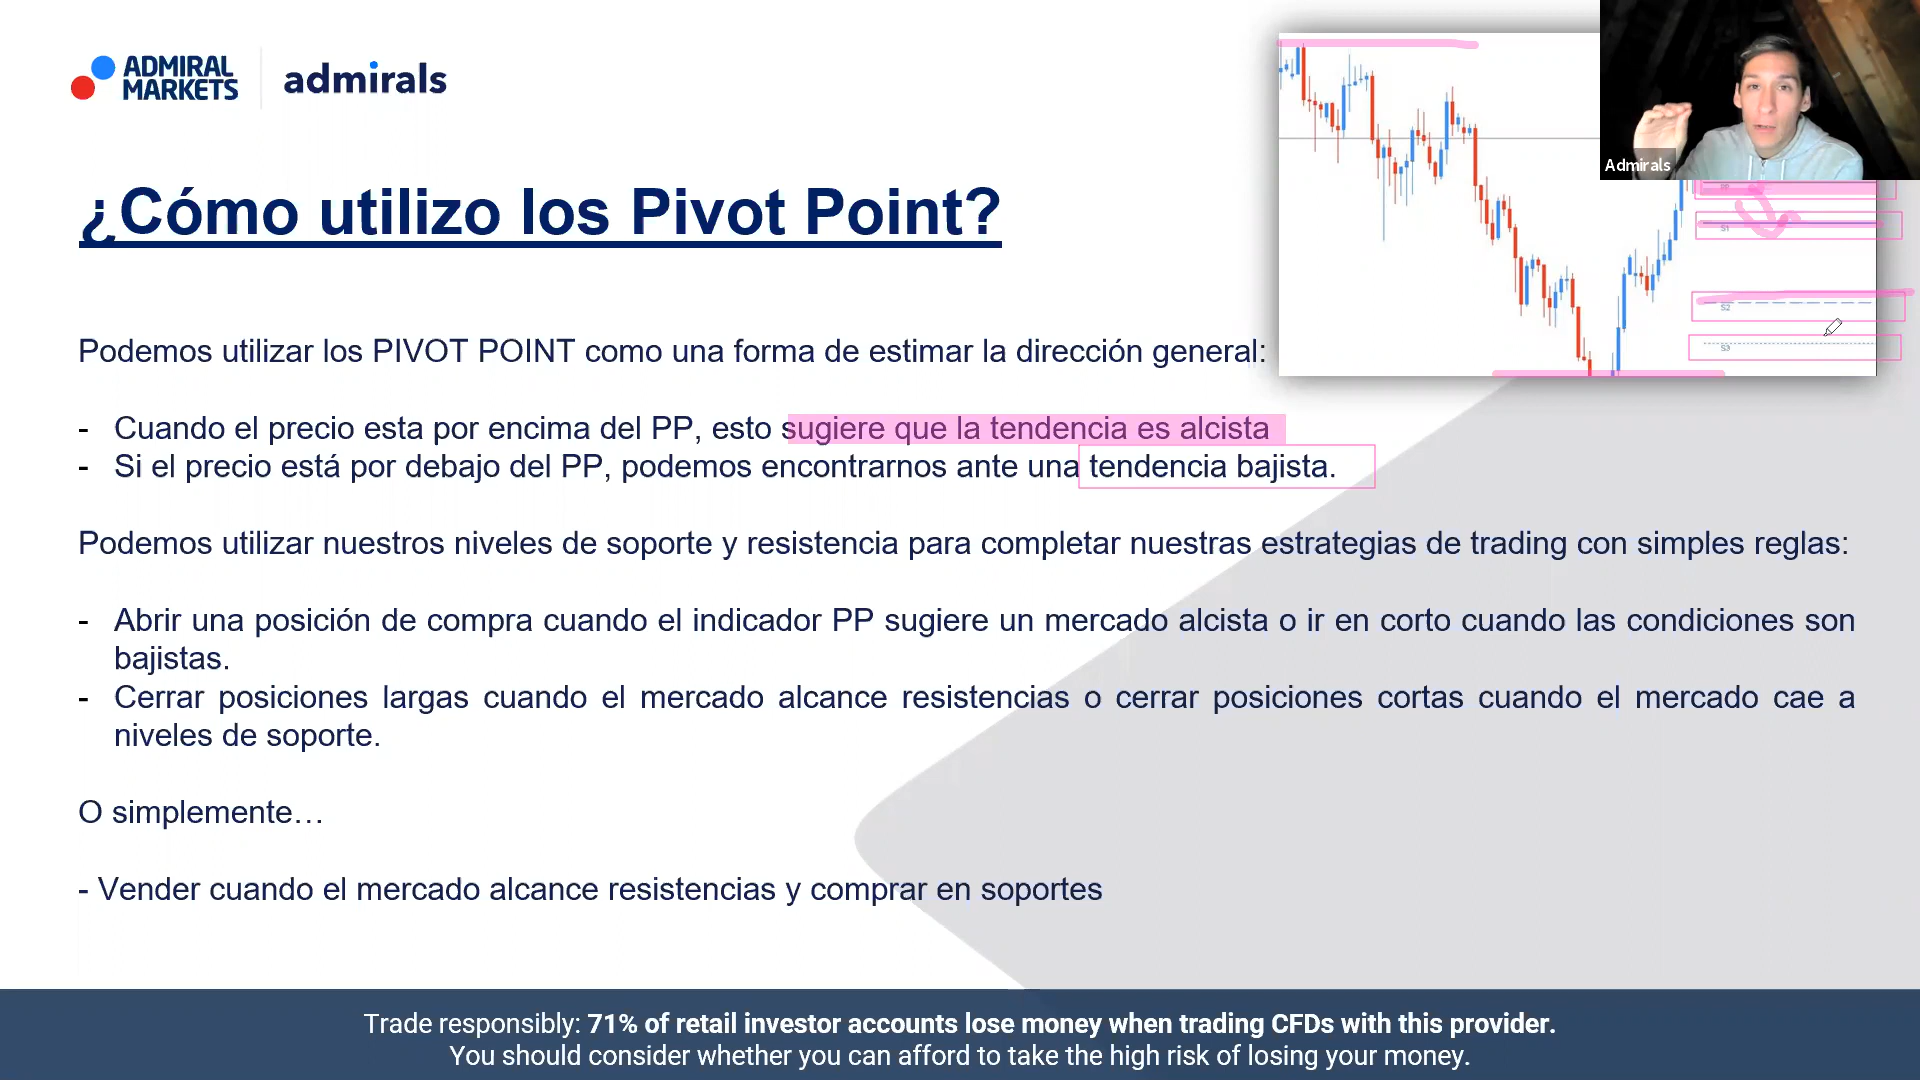 ADMIRAL
MARKETS
admirals
Admirals
¿Cómo utilizo los Pivot Point?
PP
S1
S2
S3
Podemos utilizar los PIVOT POINT como una forma de estimar la dirección general:
- Cuando el precio esta por encima del PP, esto sugiere que la tendencia es alcista
- Si el precio está por debajo del PP, podemos encontrarnos ante una tendencia bajista.
Podemos utilizar nuestros niveles de soporte y resistencia para completar nuestras estrategias de trading con simples reglas:
- Abrir una posición de compra cuando el indicador PP sugiere un mercado alcista o ir en corto cuando las condiciones son
bajistas.
- Cerrar posiciones largas cuando el mercado alcance resistencias o cerrar posiciones cortas cuando el mercado cae a
niveles de soporte.
O simplemente…
- Vender cuando el mercado alcance resistencias y comprar en soportes
Trade responsibly: 71% of retail investor accounts lose money when trading CFDs with this provider.
You should consider whether you can afford to take the high risk of losing your money.